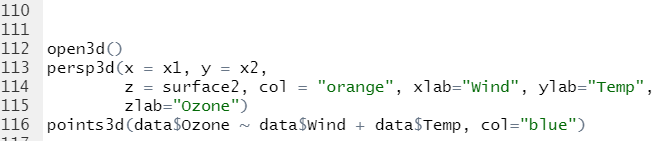 110
111
112 open3d()
113 persp3d(x = x1, y = x2,
114         z = surface2, col = "orange", xlab="Wind", ylab="Temp",
115         zlab="Ozone")
116 points3d(data$Ozone ~ data$Wind + data$Temp, col="blue")